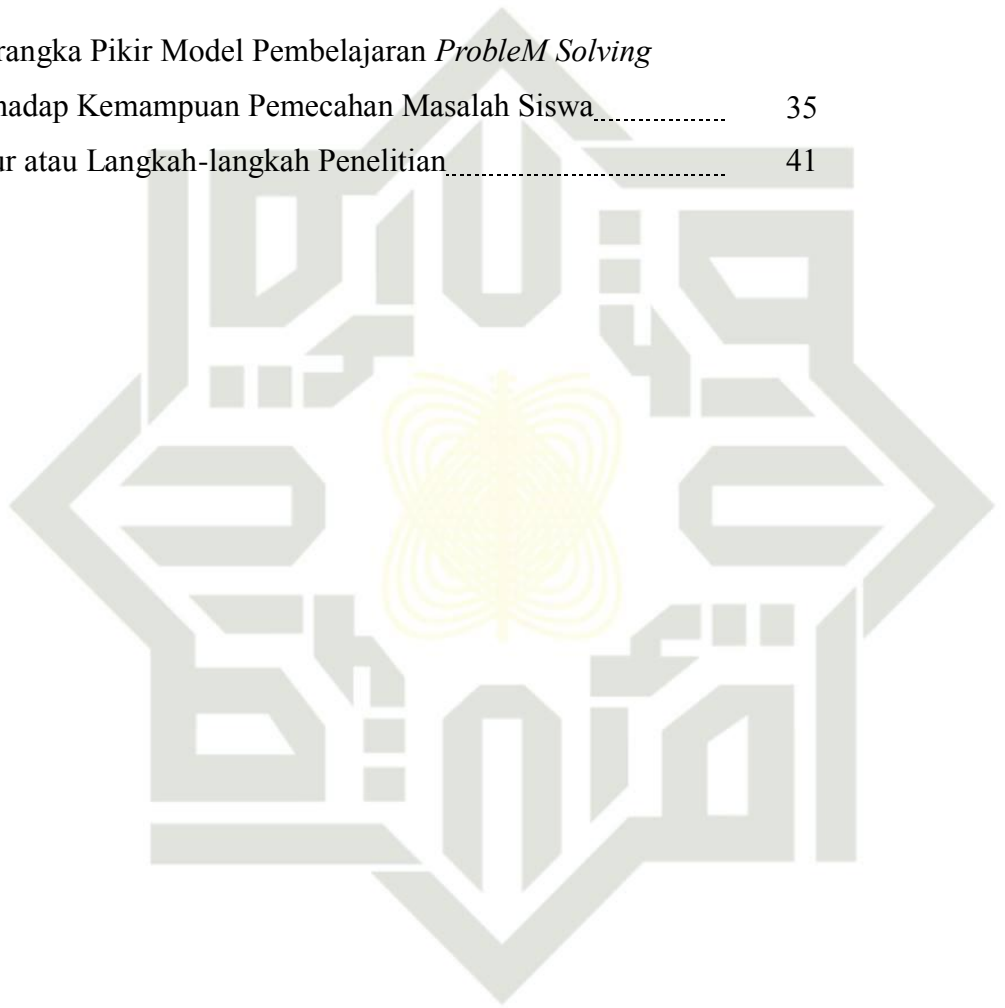 rangka Pikir Model Pembelajaran ProbleM Solving
hadap Kemampuan Pemecahan Masalah Siswa 35
ur atau Langkah-langkah Penelitian 41